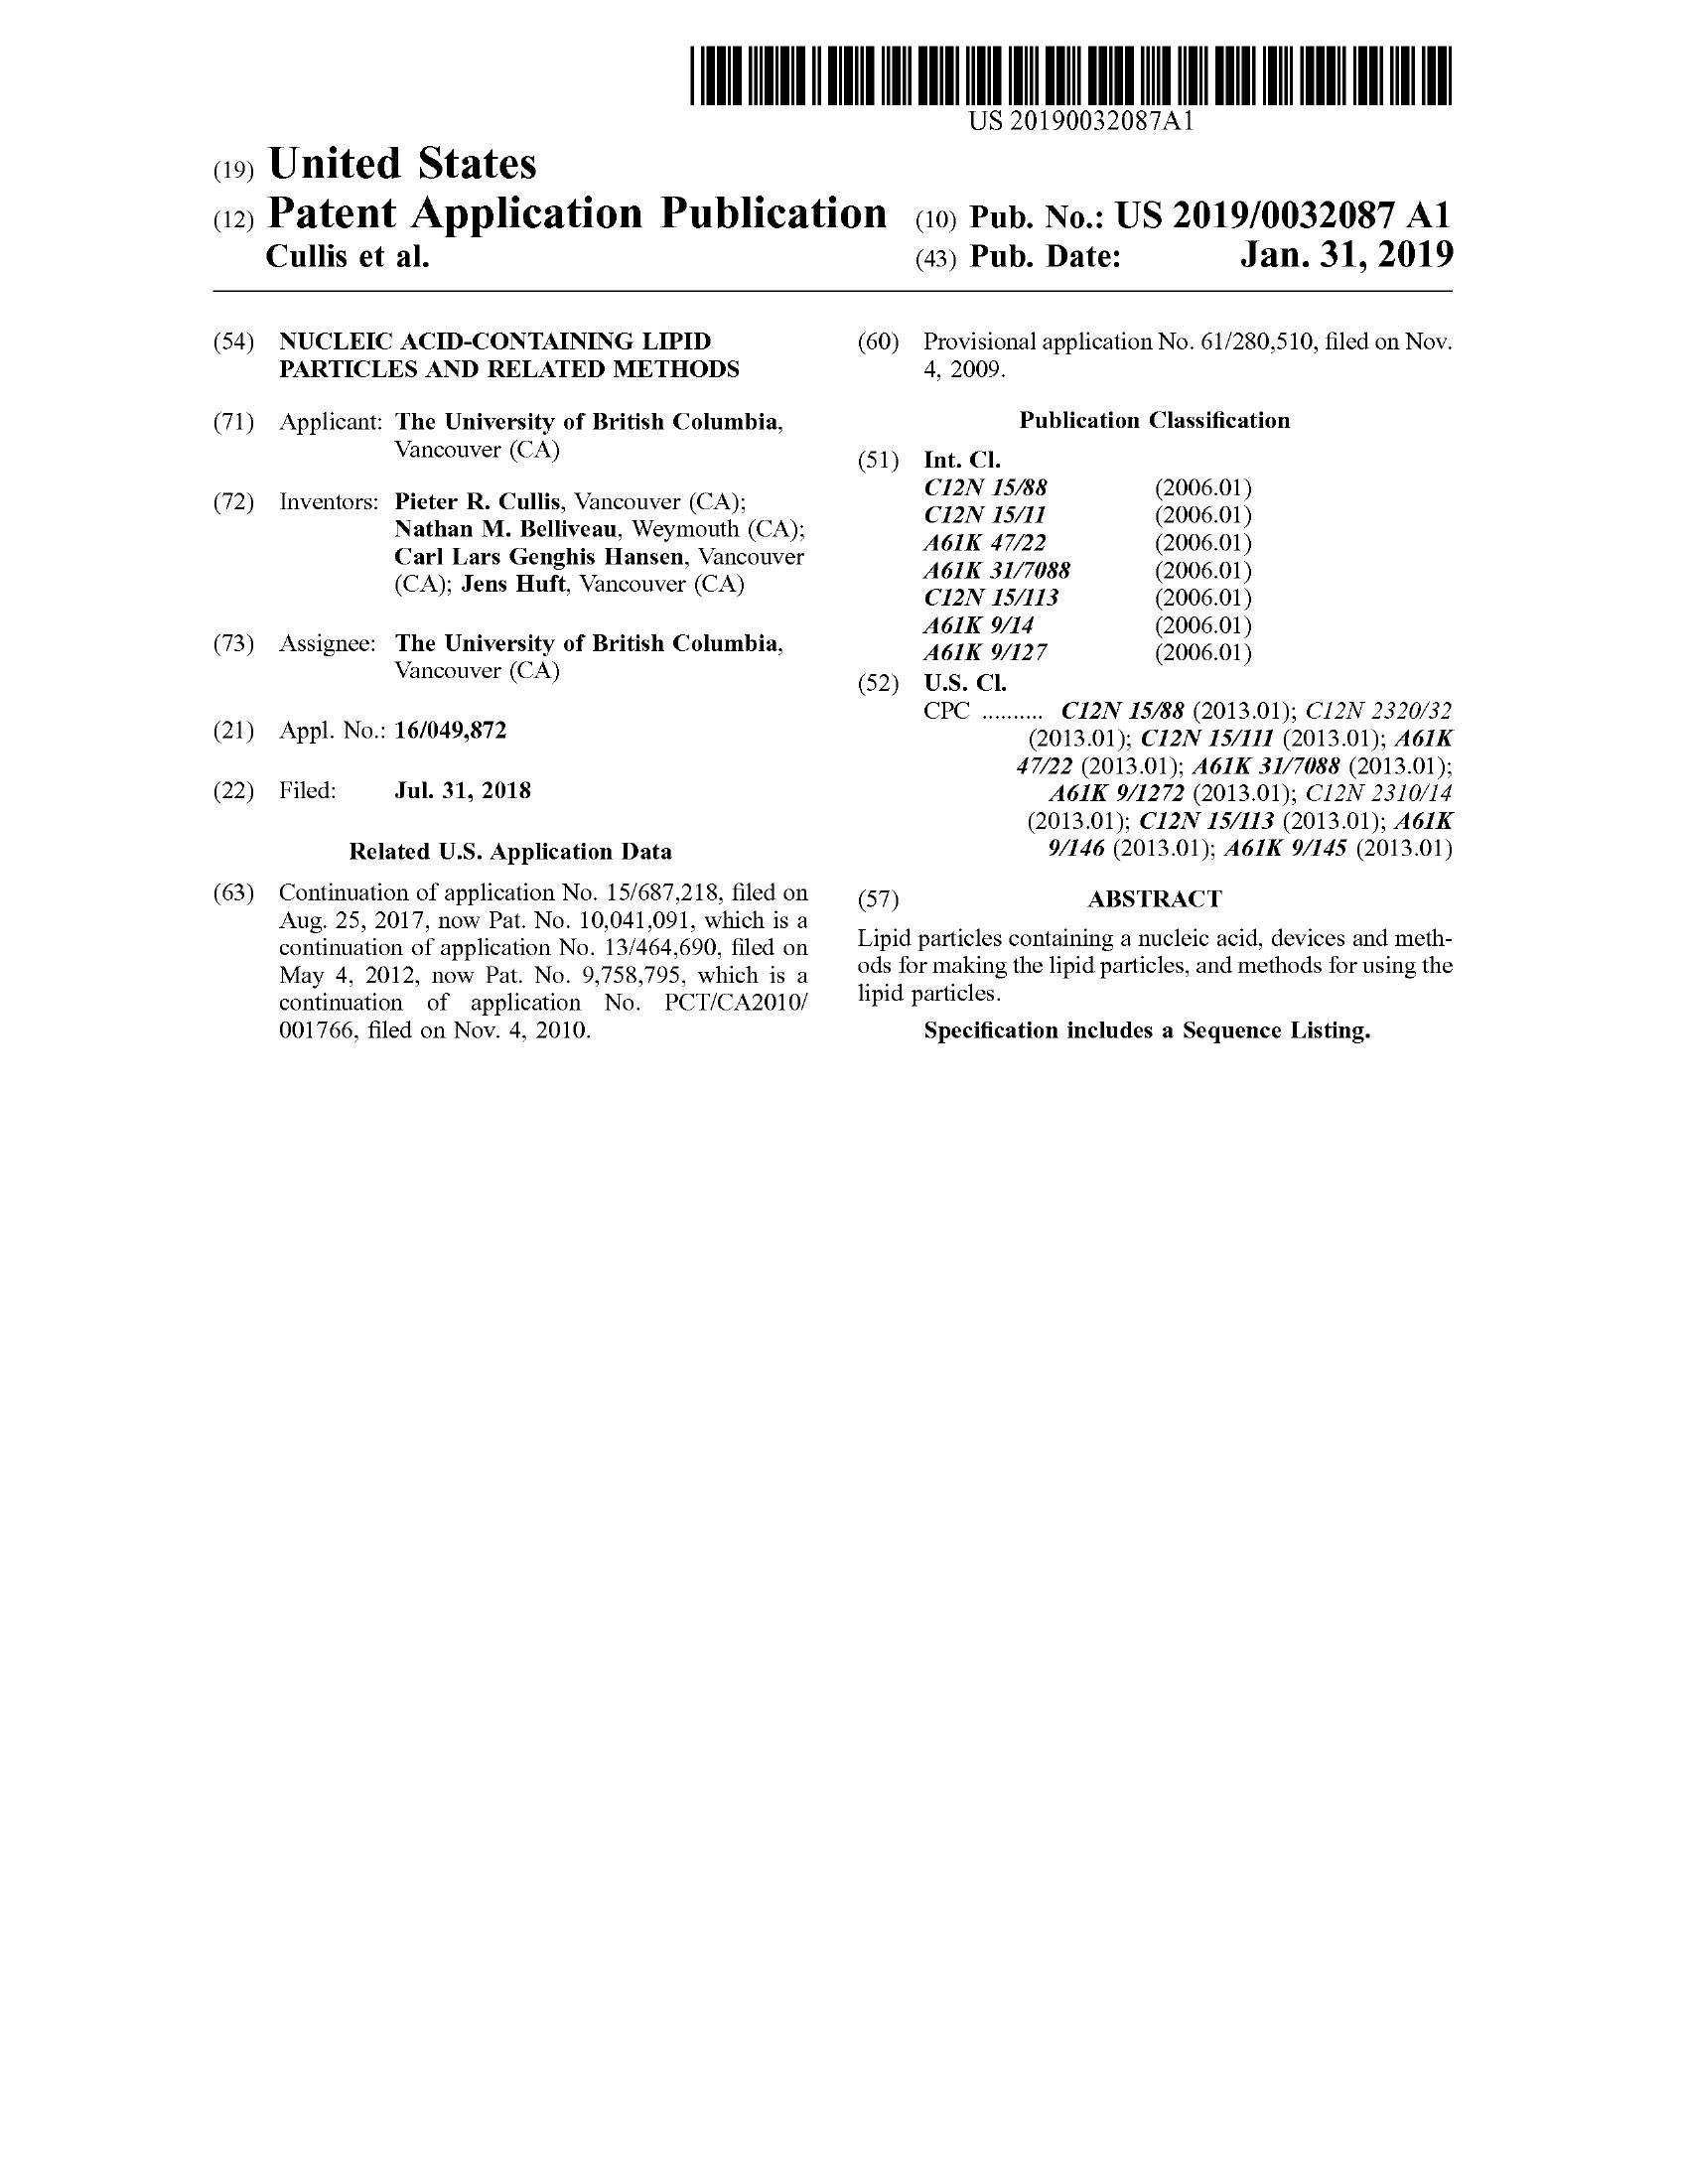 US 20190032087A1
(19) United States
(12) Patent Application Publication (10) Pub. No.: US 2019/0032087 A1
Cullis et al. (43) Pub. Date: Jan. 31, 2019
(54) NUCLEIC ACID-CONTAINING LIPID
PARTICLES AND RELATED METHODS
(71) Applicant: The University of British Columbia,
Vancouver (CA)
(72) Inventors: Pieter R. Cullis, Vancouver (CA);
Nathan M. Belliveau, Weymouth (CA);
Carl Lars Genghis Hansen, Vancouver
(CA); Jens Huft, Vancouver (CA)
(73) Assignee: The University of British Columbia,
Vancouver (CA)
(21) Appl. No.: 16/049,872
(22) Filed: Jul. 31, 2018
Related U.S. Application Data
(63) Continuation of application No. 15/687,218, filed on
Aug. 25, 2017, now Pat. No. 10,041,091, which is a
continuation of application No. 13/464,690, filed on
May 4, 2012, now Pat. No. 9,758,795, which is a
continuation of application No. PCT/CA2010/
001766, filed on Nov. 4, 2010.
(60) Provisional application No. 61/280,510, filed on Nov.
4, 2009.
Publication Classification
(51) Int. Cl.
C12N 15/88 (2006.01)
C12N 15/11 (2006.01)
A61K 47/22 (2006.01)
A61K 31/7088 (2006.01)
C12N 15/113 (2006.01)
A61K 9/14 (2006.01)
A61K 9/127 (2006.01)
(52) U.S. Cl.
CPC .......... C12N 15/88 (2013.01); C12N 2320/32
(2013.01); C12N 15/111 (2013.01); A61K
47/22 (2013.01); A61K 31/7088 (2013.01);
A61K 9/1272 (2013.01); C12N 2310/14
(2013.01); C12N 15/113 (2013.01); A61K
9/146 (2013.01); A61K 9/145 (2013.01)
(57) ABSTRACT
Lipid particles containing a nucleic acid, devices and meth-
ods for making the lipid particles, and methods for using the
lipid particles.
Specification includes a Sequence Listing.